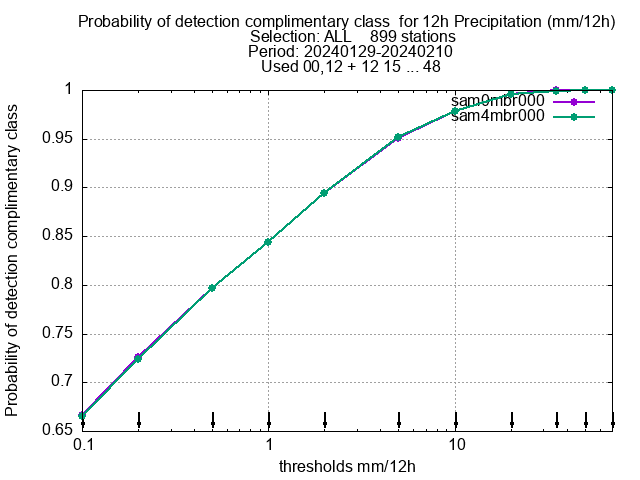 Probability of detection complimentary class  for 12h Precipitation (mm/12h)
Selection: ALL    899 stations
Period: 20240129-20240210
Used 00,12 + 12 15 ... 48
Probability of detection complimentary class
1
0.95
0.9
0.85
0.8
0.75
0.7
0.65
sam0mbr000
sam4mbr000
0.1
1
10
thresholds mm/12h